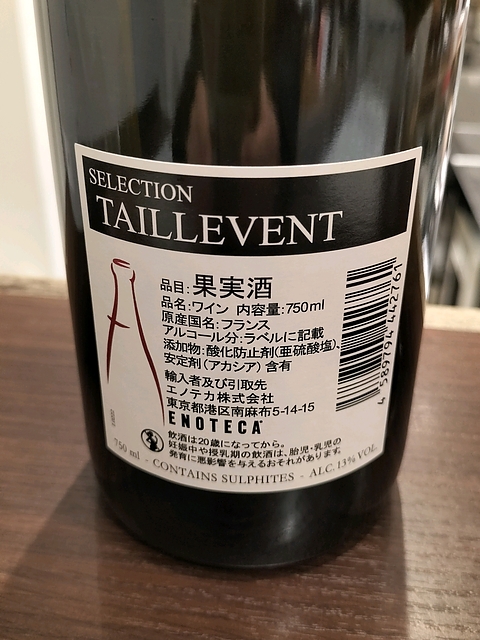 SELECTION
TAILLEVENT
品目:果実酒
品名:ワイン 内容量:750ml
原産国名:フランス
アルコール分:ラベルに記載
添加物:酸化防止剤(亜硫酸塩)、
安定剤(アカシア)含有
輸入者及び引取先
エノテカ株式会社
東京都港区南麻布5-14-15
ENOTECA
飲酒は20歳になってから。
妊娠中や授乳期の飲酒は、胎児・乳児の
発育に悪影響を与えるおそれがあります。
750 ml - CONTAINS SULPHITES - ALC. 13% VOL.
4 589794 442761